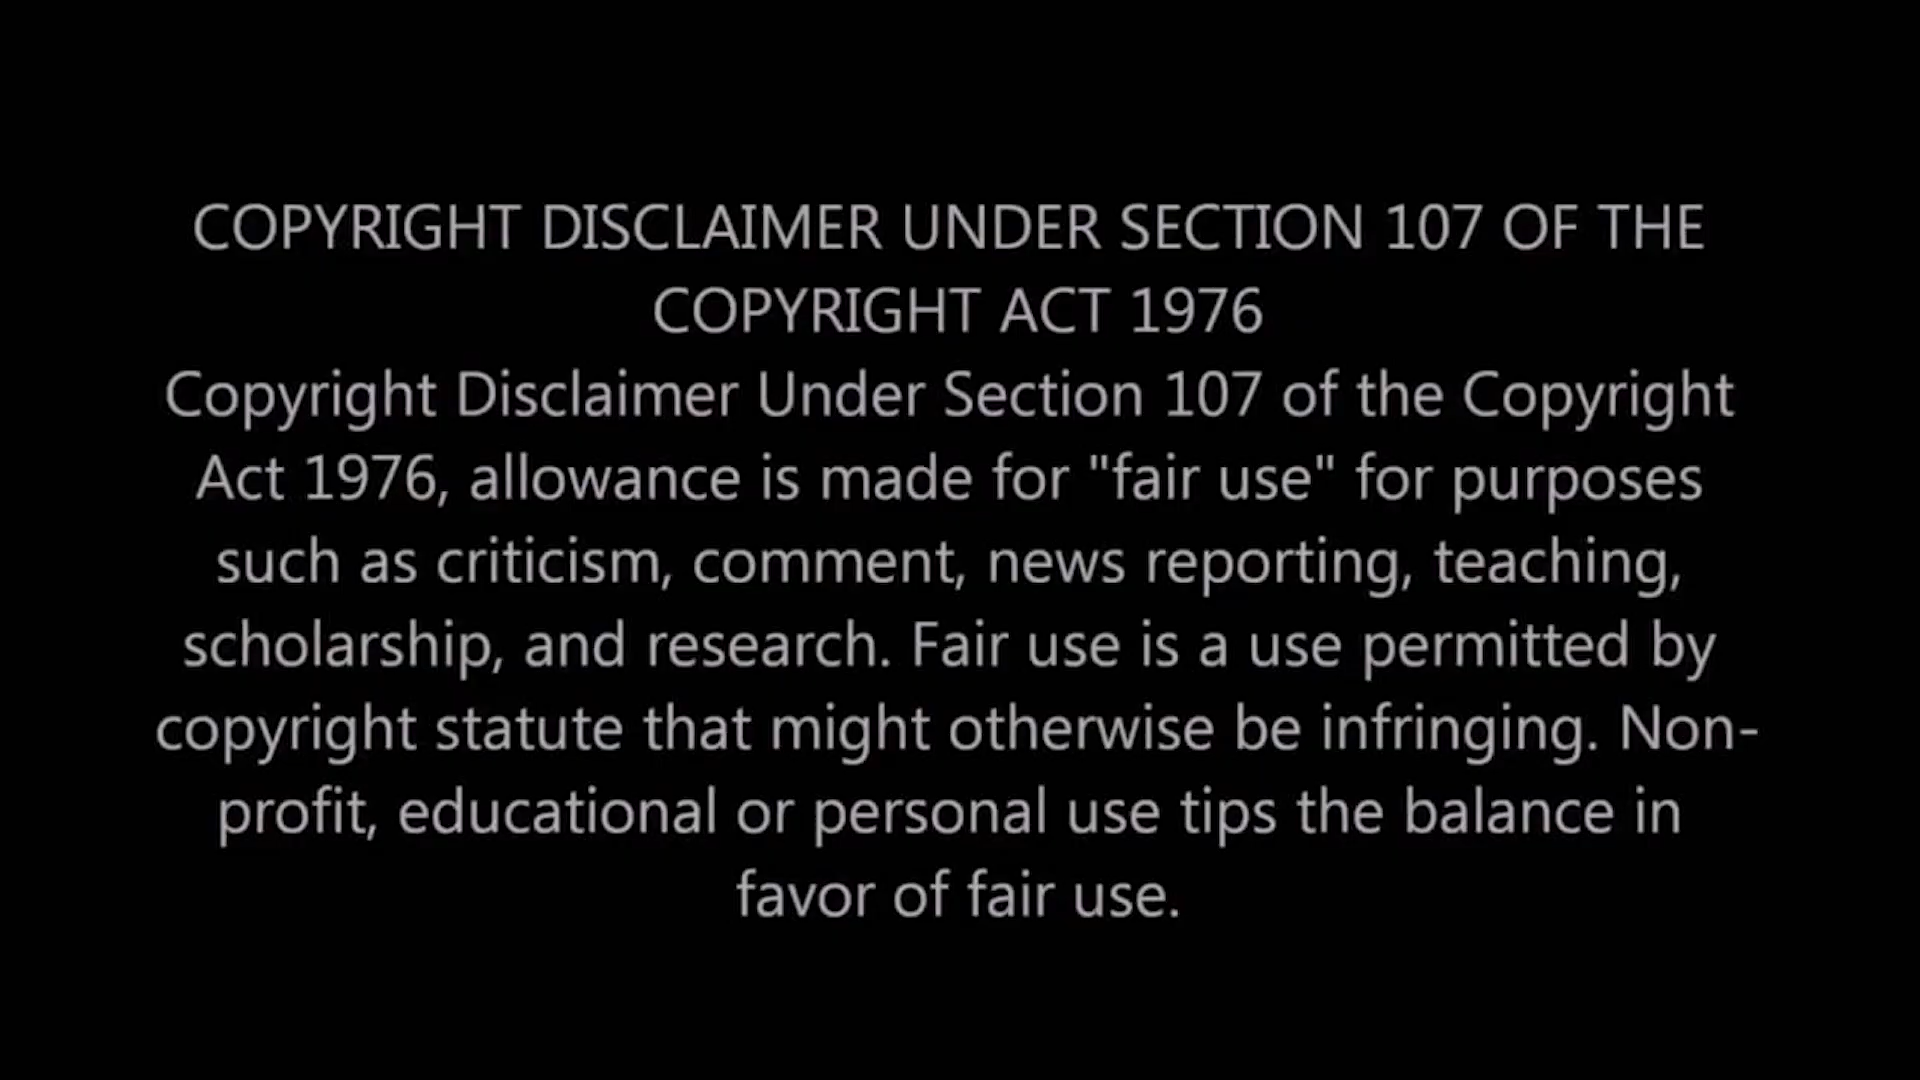 COPYRIGHT DISCLAIMER UNDER SECTION 107 OF THE
COPYRIGHT ACT 1976
Copyright Disclaimer Under Section 107 of the Copyright
Act 1976, allowance is made for "fair use" for purposes
such as criticism, comment, news reporting, teaching,
scholarship, and research. Fair use is a use permitted by
copyright statute that might otherwise be infringing. Non-
profit, educational or personal use tips the balance in
favor of fair use.